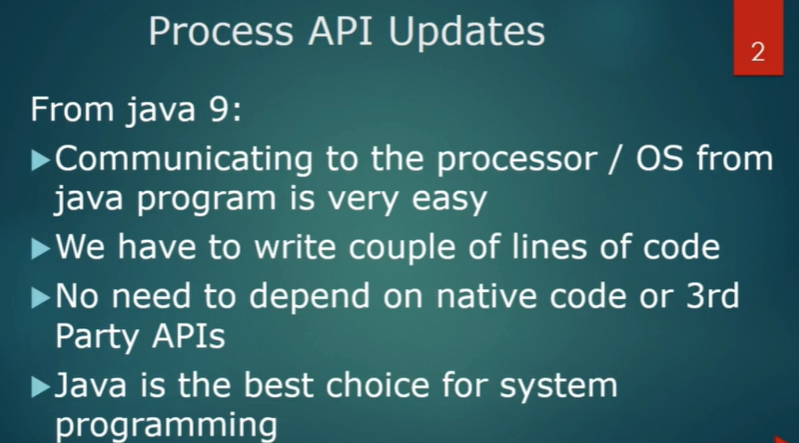 Process API Updates
2
From java 9:
Communicating to the processor / OS from
java program is very easy
We have to write couple of lines of code
No need to depend on native code or 3rd
Party APIs
Java is the best choice for system
programming